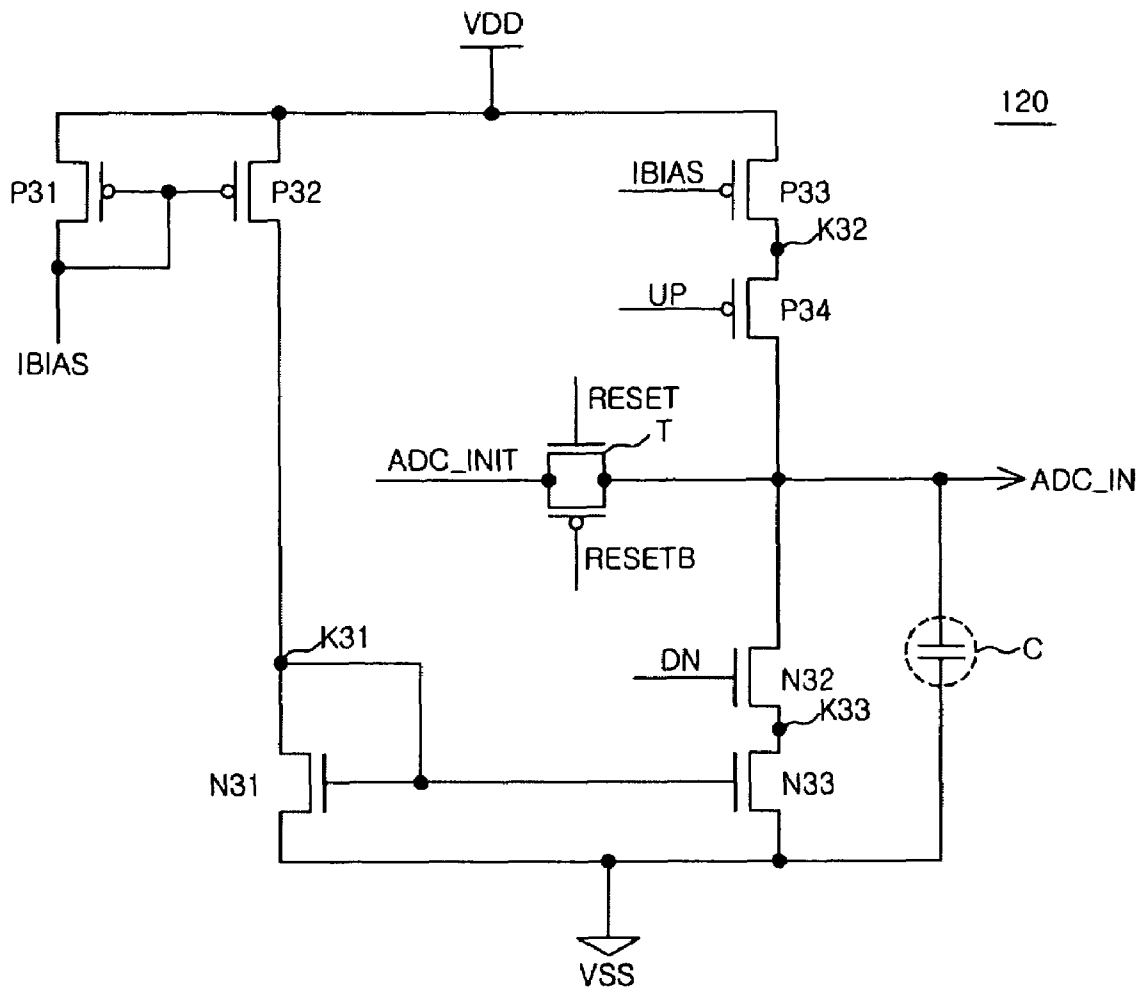 VDD
120
P31
P32
IBIAS
P33
K32
UP
P34
IBIAS
RESET
T
ADC_INIT
ADC_IN
RESETB
K31
DN
N32
C
K33
N31
N33
VSS